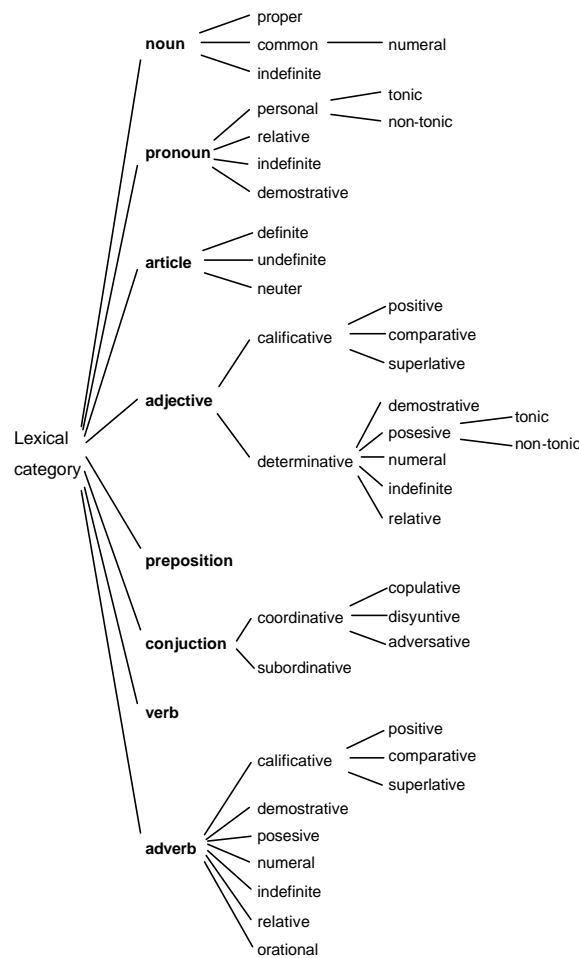 Lexical
category
noun
proper
common
numeral
indefinite
pronoun
personal
tonic
non-tonic
relative
indefinite
demostrative
article
definite
undefinite
neuter
adjective
calificative
positive
comparative
superlative
determinative
demostrative
posesive
tonic
non-tonic
numeral
indefinite
relative
preposition
conjuction
coordinative
copulative
disyuntive
adversative
subordinative
verb
adverb
calificative
positive
comparative
superlative
demostrative
posesive
numeral
indefinite
relative
orational